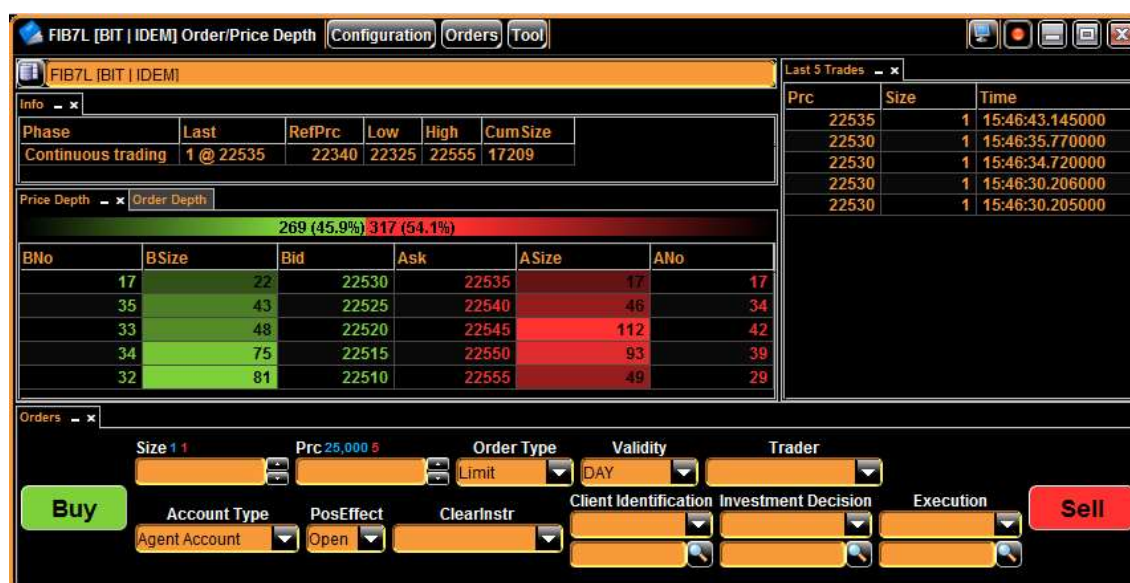 FIB7L [BIT | IDEM] Order/Price Depth Configuration Orders Tool
FIB7L [BIT | IDEM]
Info
Phase Last RefPrc Low High CumSize
Continuous trading 1 @ 22535 22340 22325 22555 17209
Price Depth Order Depth
269 (45.9%) 317 (54.1%)
BNo BSize Bid Ask ASize ANo
17 22 22530 22535 17 17
35 43 22525 22540 46 34
33 48 22520 22545 112 42
34 75 22515 22550 93 39
32 81 22510 22555 49 29
Last 5 Trades
Prc Size Time
22535 1 15:46:43.145000
22530 1 15:46:35.770000
22530 1 15:46:34.720000
22530 1 15:46:30.206000
22530 1 15:46:30.205000
Orders
Size 1 1 Prc 25,000 5 Order Type Validity Trader
Limit DAY
Buy
Account Type PosEffect ClearInstr Client Identification Investment Decision Execution
Agent Account Open
Sell